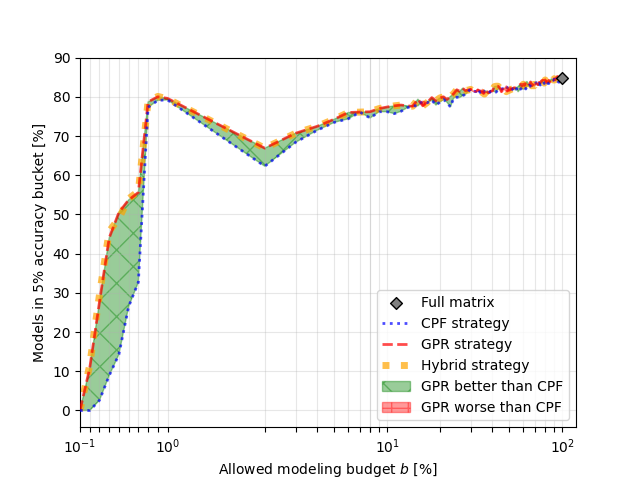 90
80
70
60
50
40
30
20
10
0
Models in 5% accuracy bucket [%]
Full matrix
CPF strategy
GPR strategy
Hybrid strategy
GPR better than CPF
GPR worse than CPF
10⁻¹ 10⁰ 10¹ 10²
Allowed modeling budget b [%]